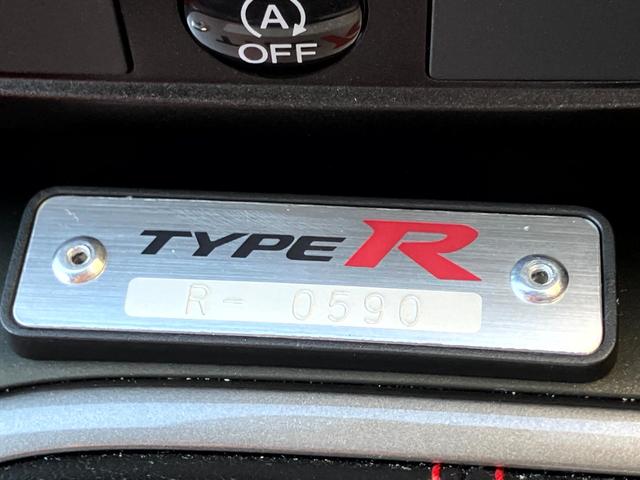 A
OFF
TYPE R
R- 0590